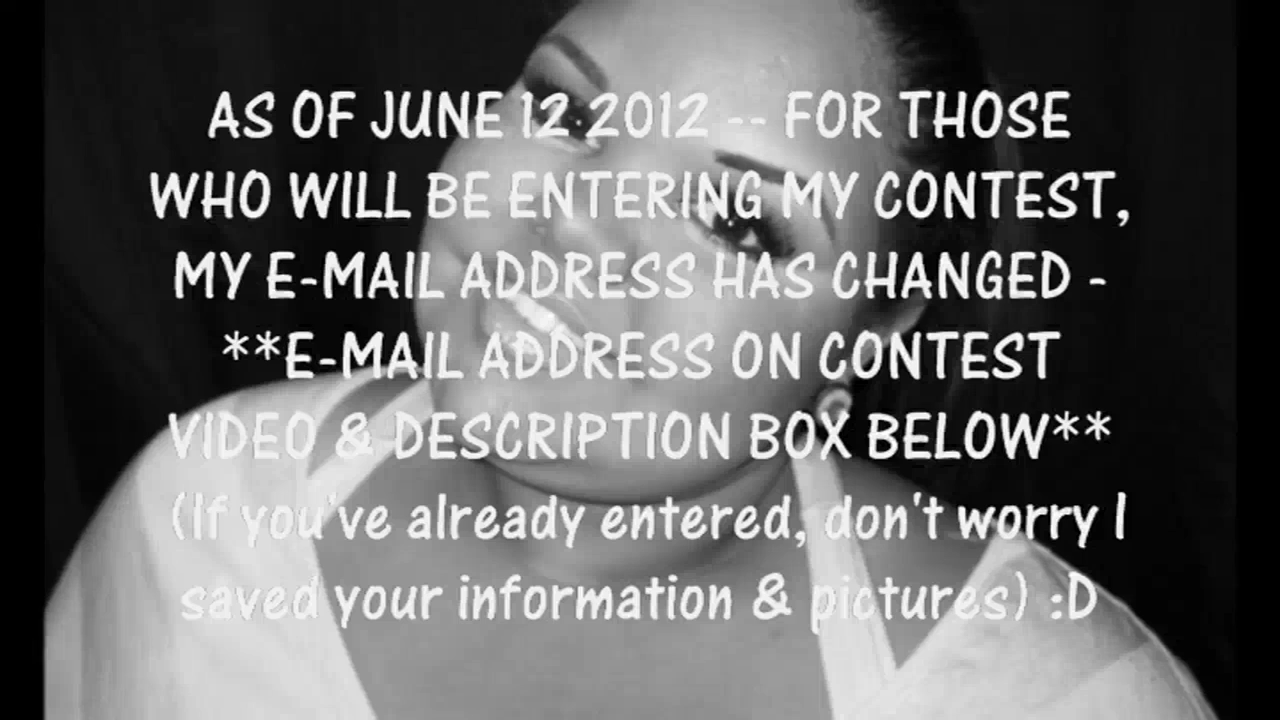 AS OF JUNE 12 2012 -- FOR THOSE
WHO WILL BE ENTERING MY CONTEST,
MY E-MAIL ADDRESS HAS CHANGED -
**E-MAIL ADDRESS ON CONTEST
VIDEO & DESCRIPTION BOX BELOW**
(If you've already entered, don't worry I
saved your information & pictures) :D